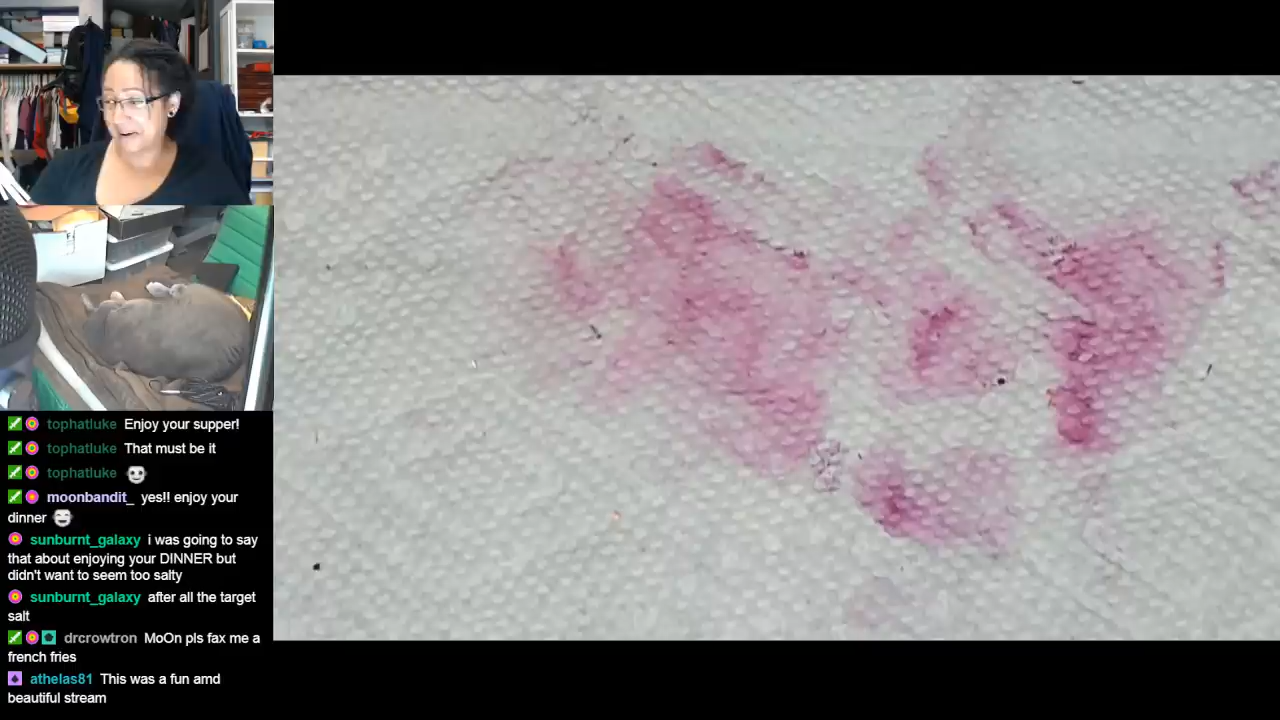 tophatluke Enjoy your supper!
tophatluke That must be it
tophatluke
moonbandit_ yes!! enjoy your
dinner
sunburnt_galaxy i was going to say
that about enjoying your DINNER but
didn't want to seem too salty
sunburnt_galaxy after all the target
salt
drcrowtron MoOn pls fax me a
french fries
athelas81 This was a fun amd
beautiful stream